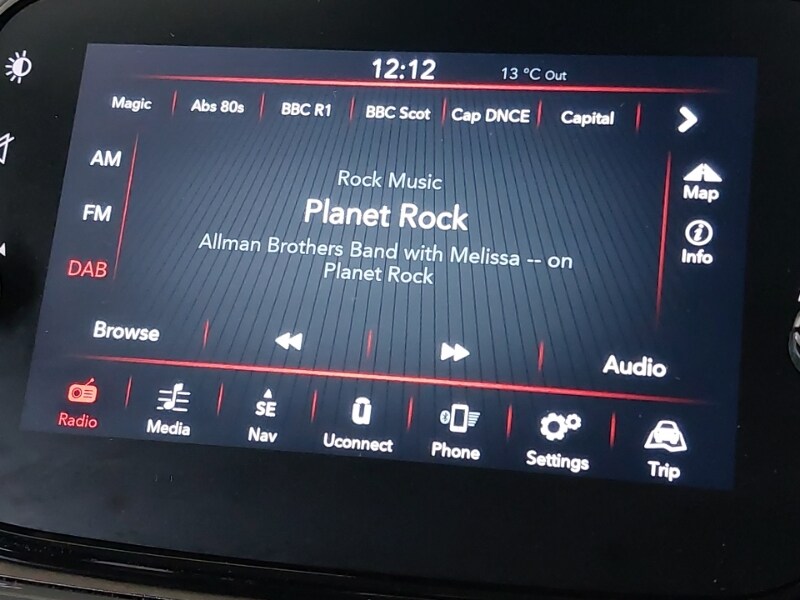 12:12 13 °C Out
Magic Abs 80s BBC R1 BBC Scot Cap DNCE Capital
AM
FM
DAB
Rock Music
Planet Rock
Allman Brothers Band with Melissa -- on
Planet Rock
Map
Info
Browse
Audio
Radio
Media
SE
Nav
Uconnect
Phone
Settings
Trip